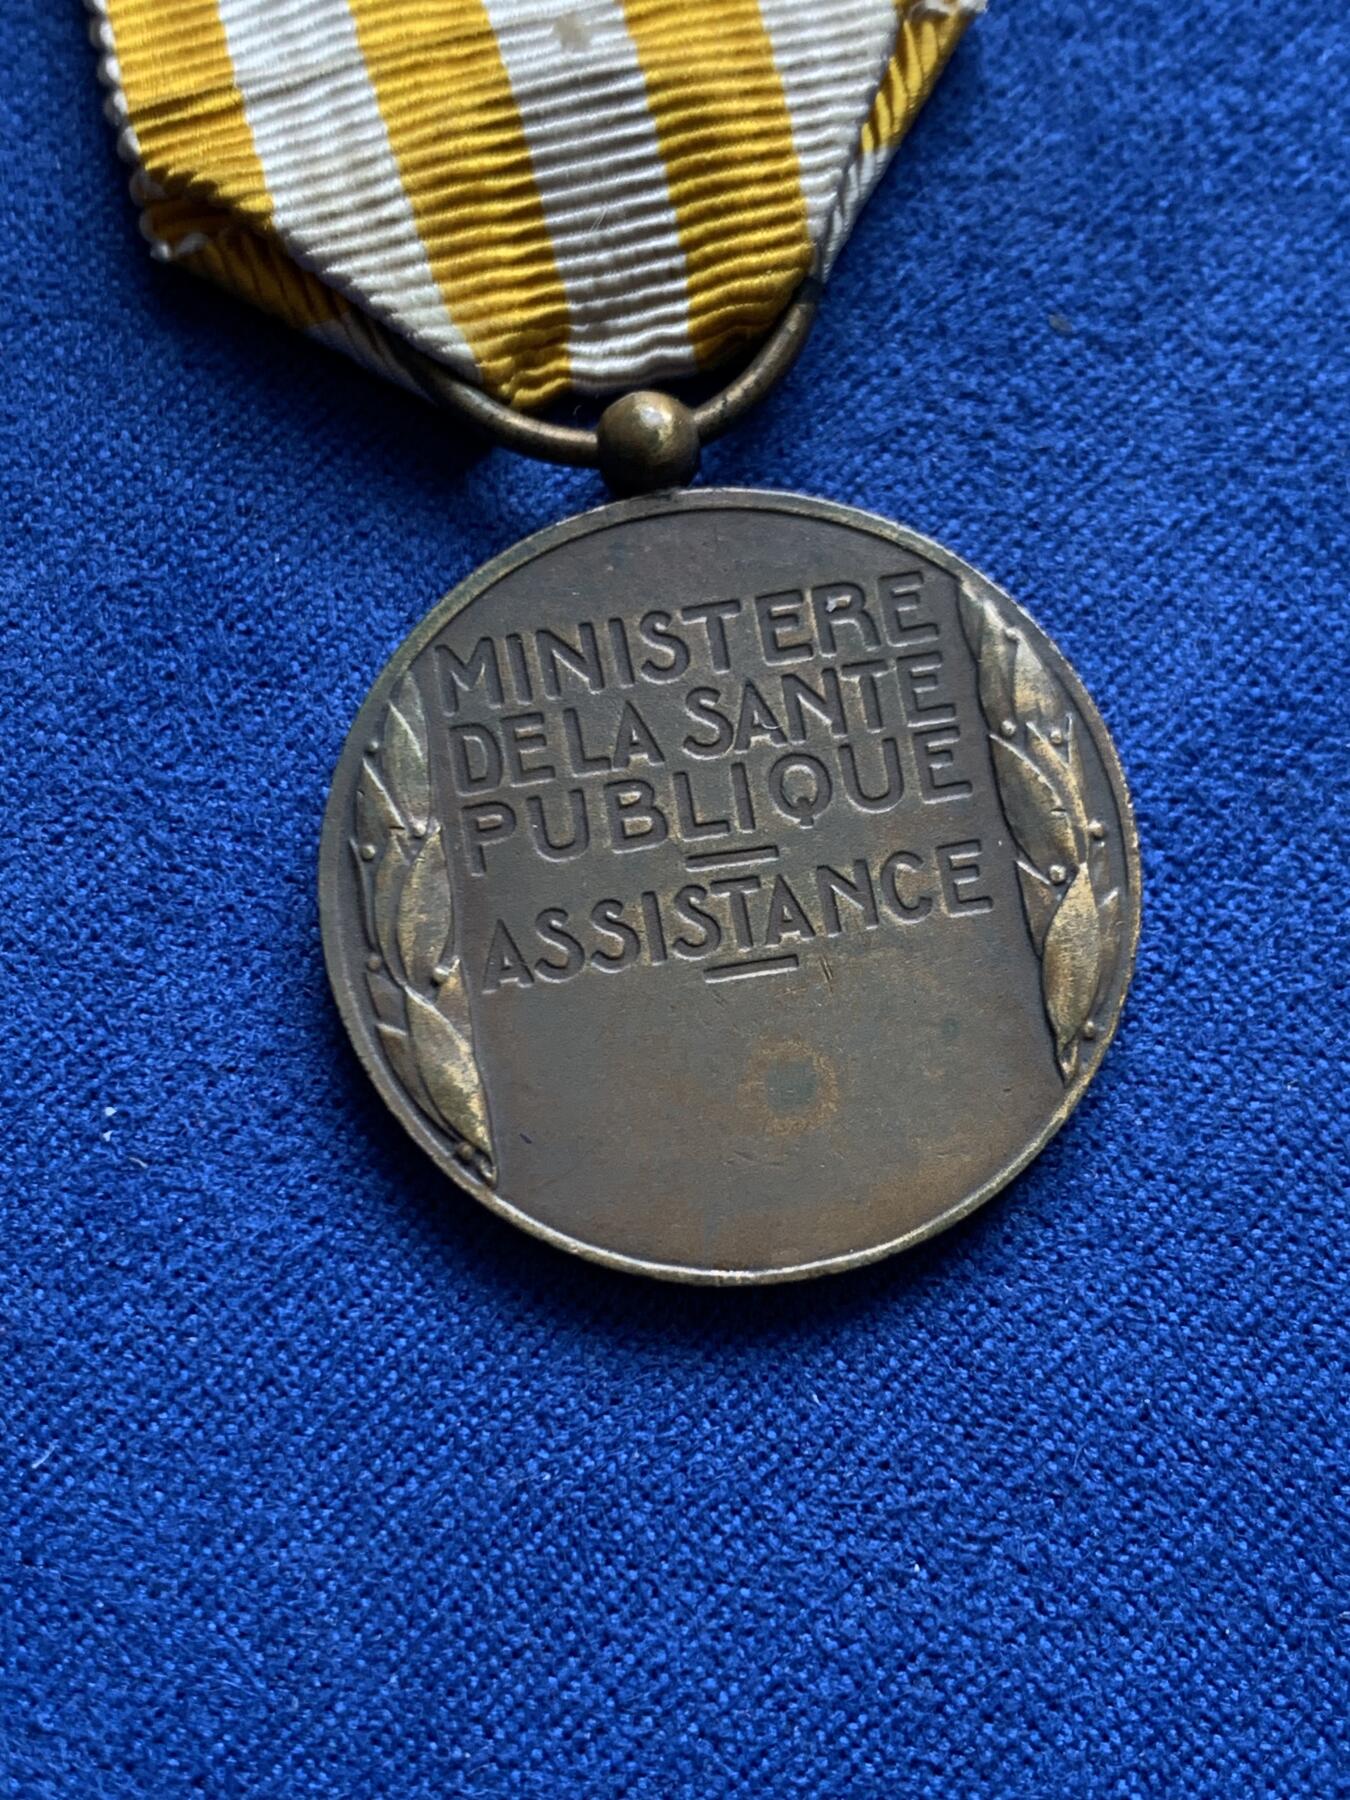 MINISTERE
DE LA SANTE
PUBLIQUE
ASSISTANCE